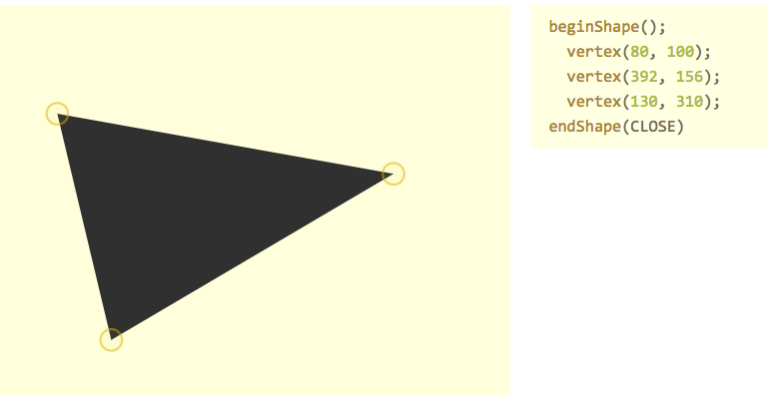 beginShape();
vertex(80, 100);
vertex(392, 156);
vertex(130, 310);
endShape(CLOSE)